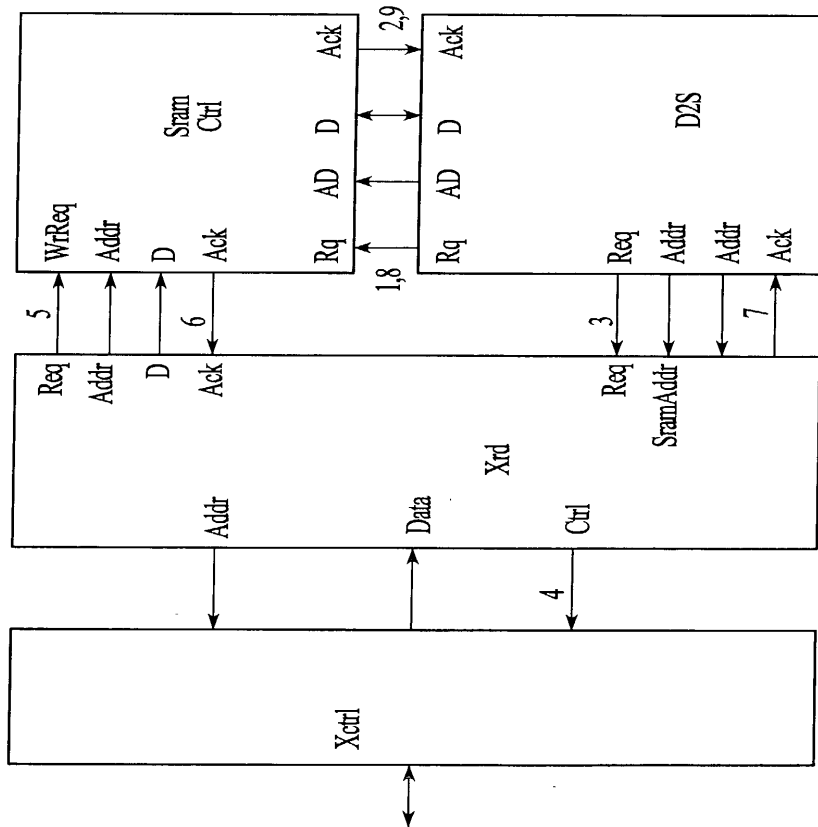 Xctrl
Addr
Data
Ctrl
4
Xrd
Req
Addr
D
Ack
Req
SramAddr
5
6
3
7
WrReq
Addr
D
Ack
Sram
Ctrl
Rq
AD
D
Ack
1,8
2,9
Rq
AD
D
Ack
D2S
Req
Addr
Addr
Ack